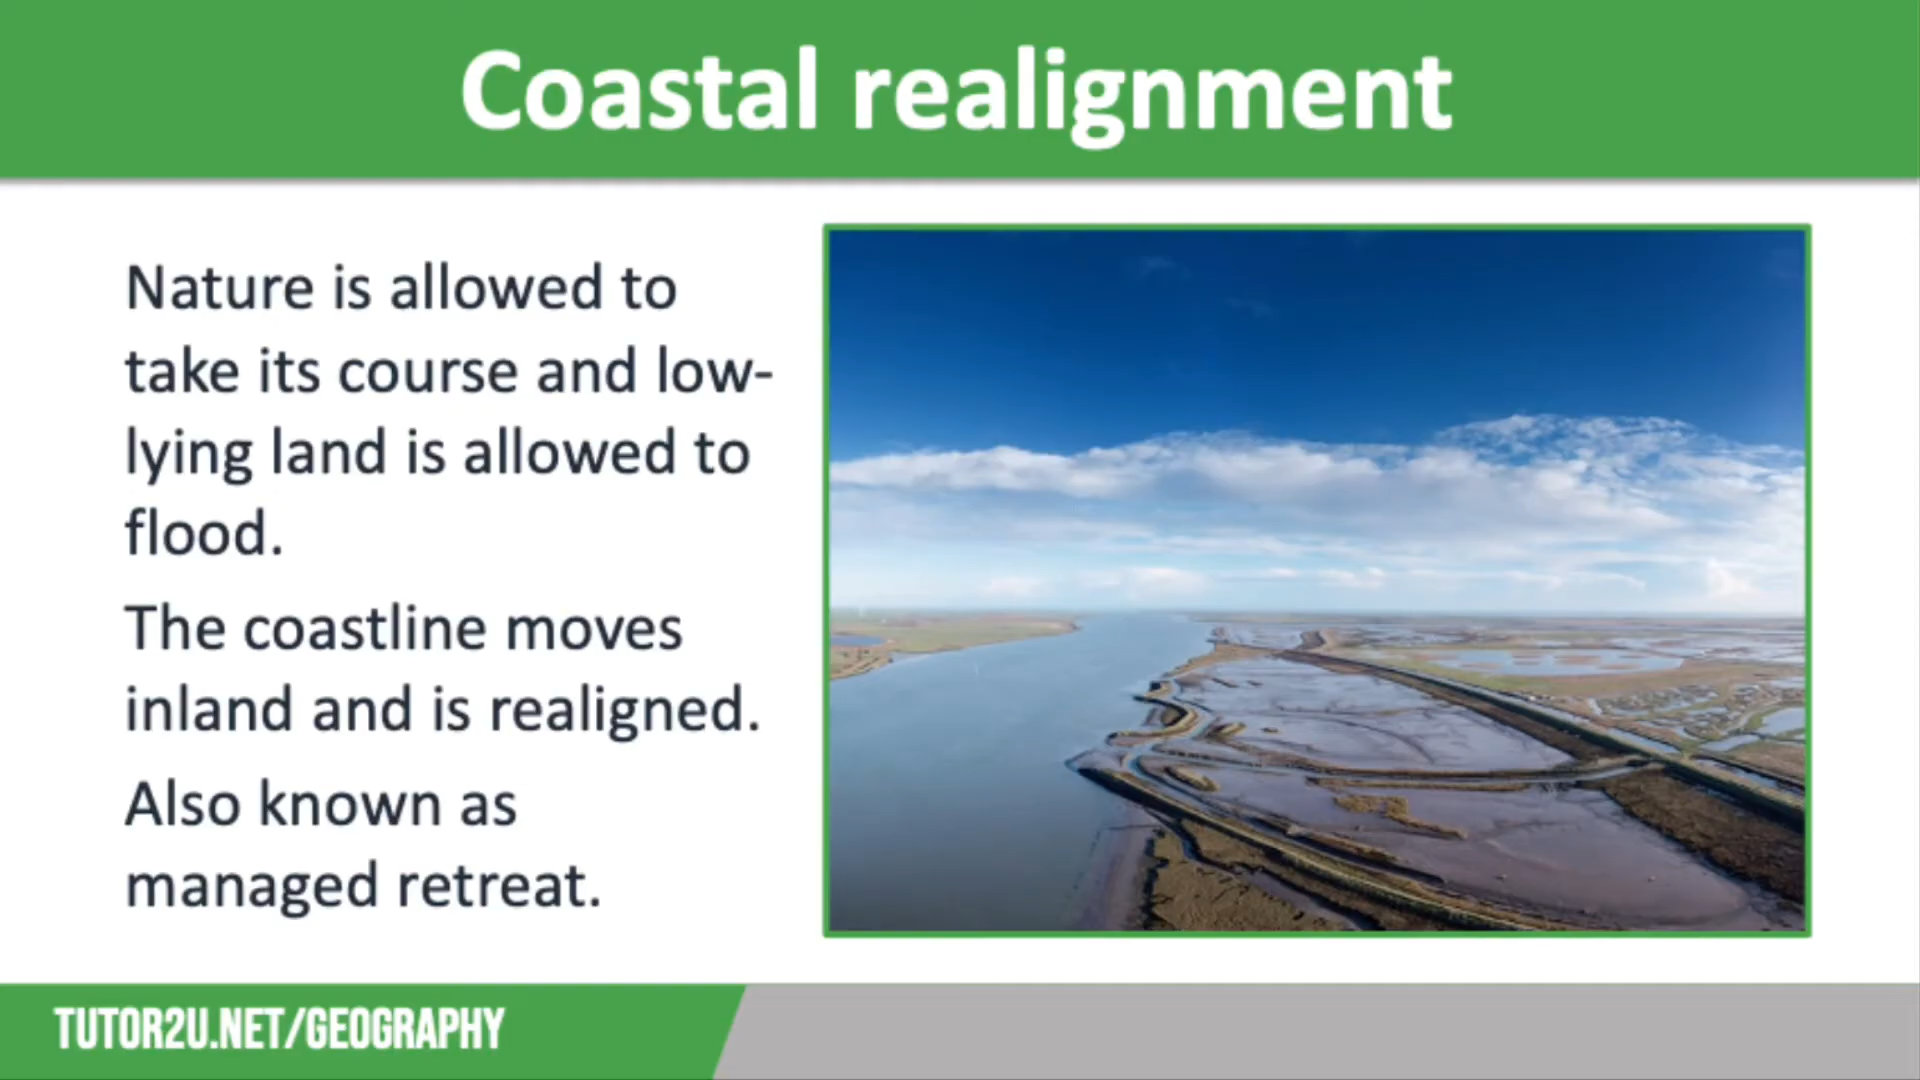 Coastal realignment
Nature is allowed to
take its course and low-
lying land is allowed to
flood.
The coastline moves
inland and is realigned.
Also known as
managed retreat.
TUTOR2U.NET/GEOGRAPHY